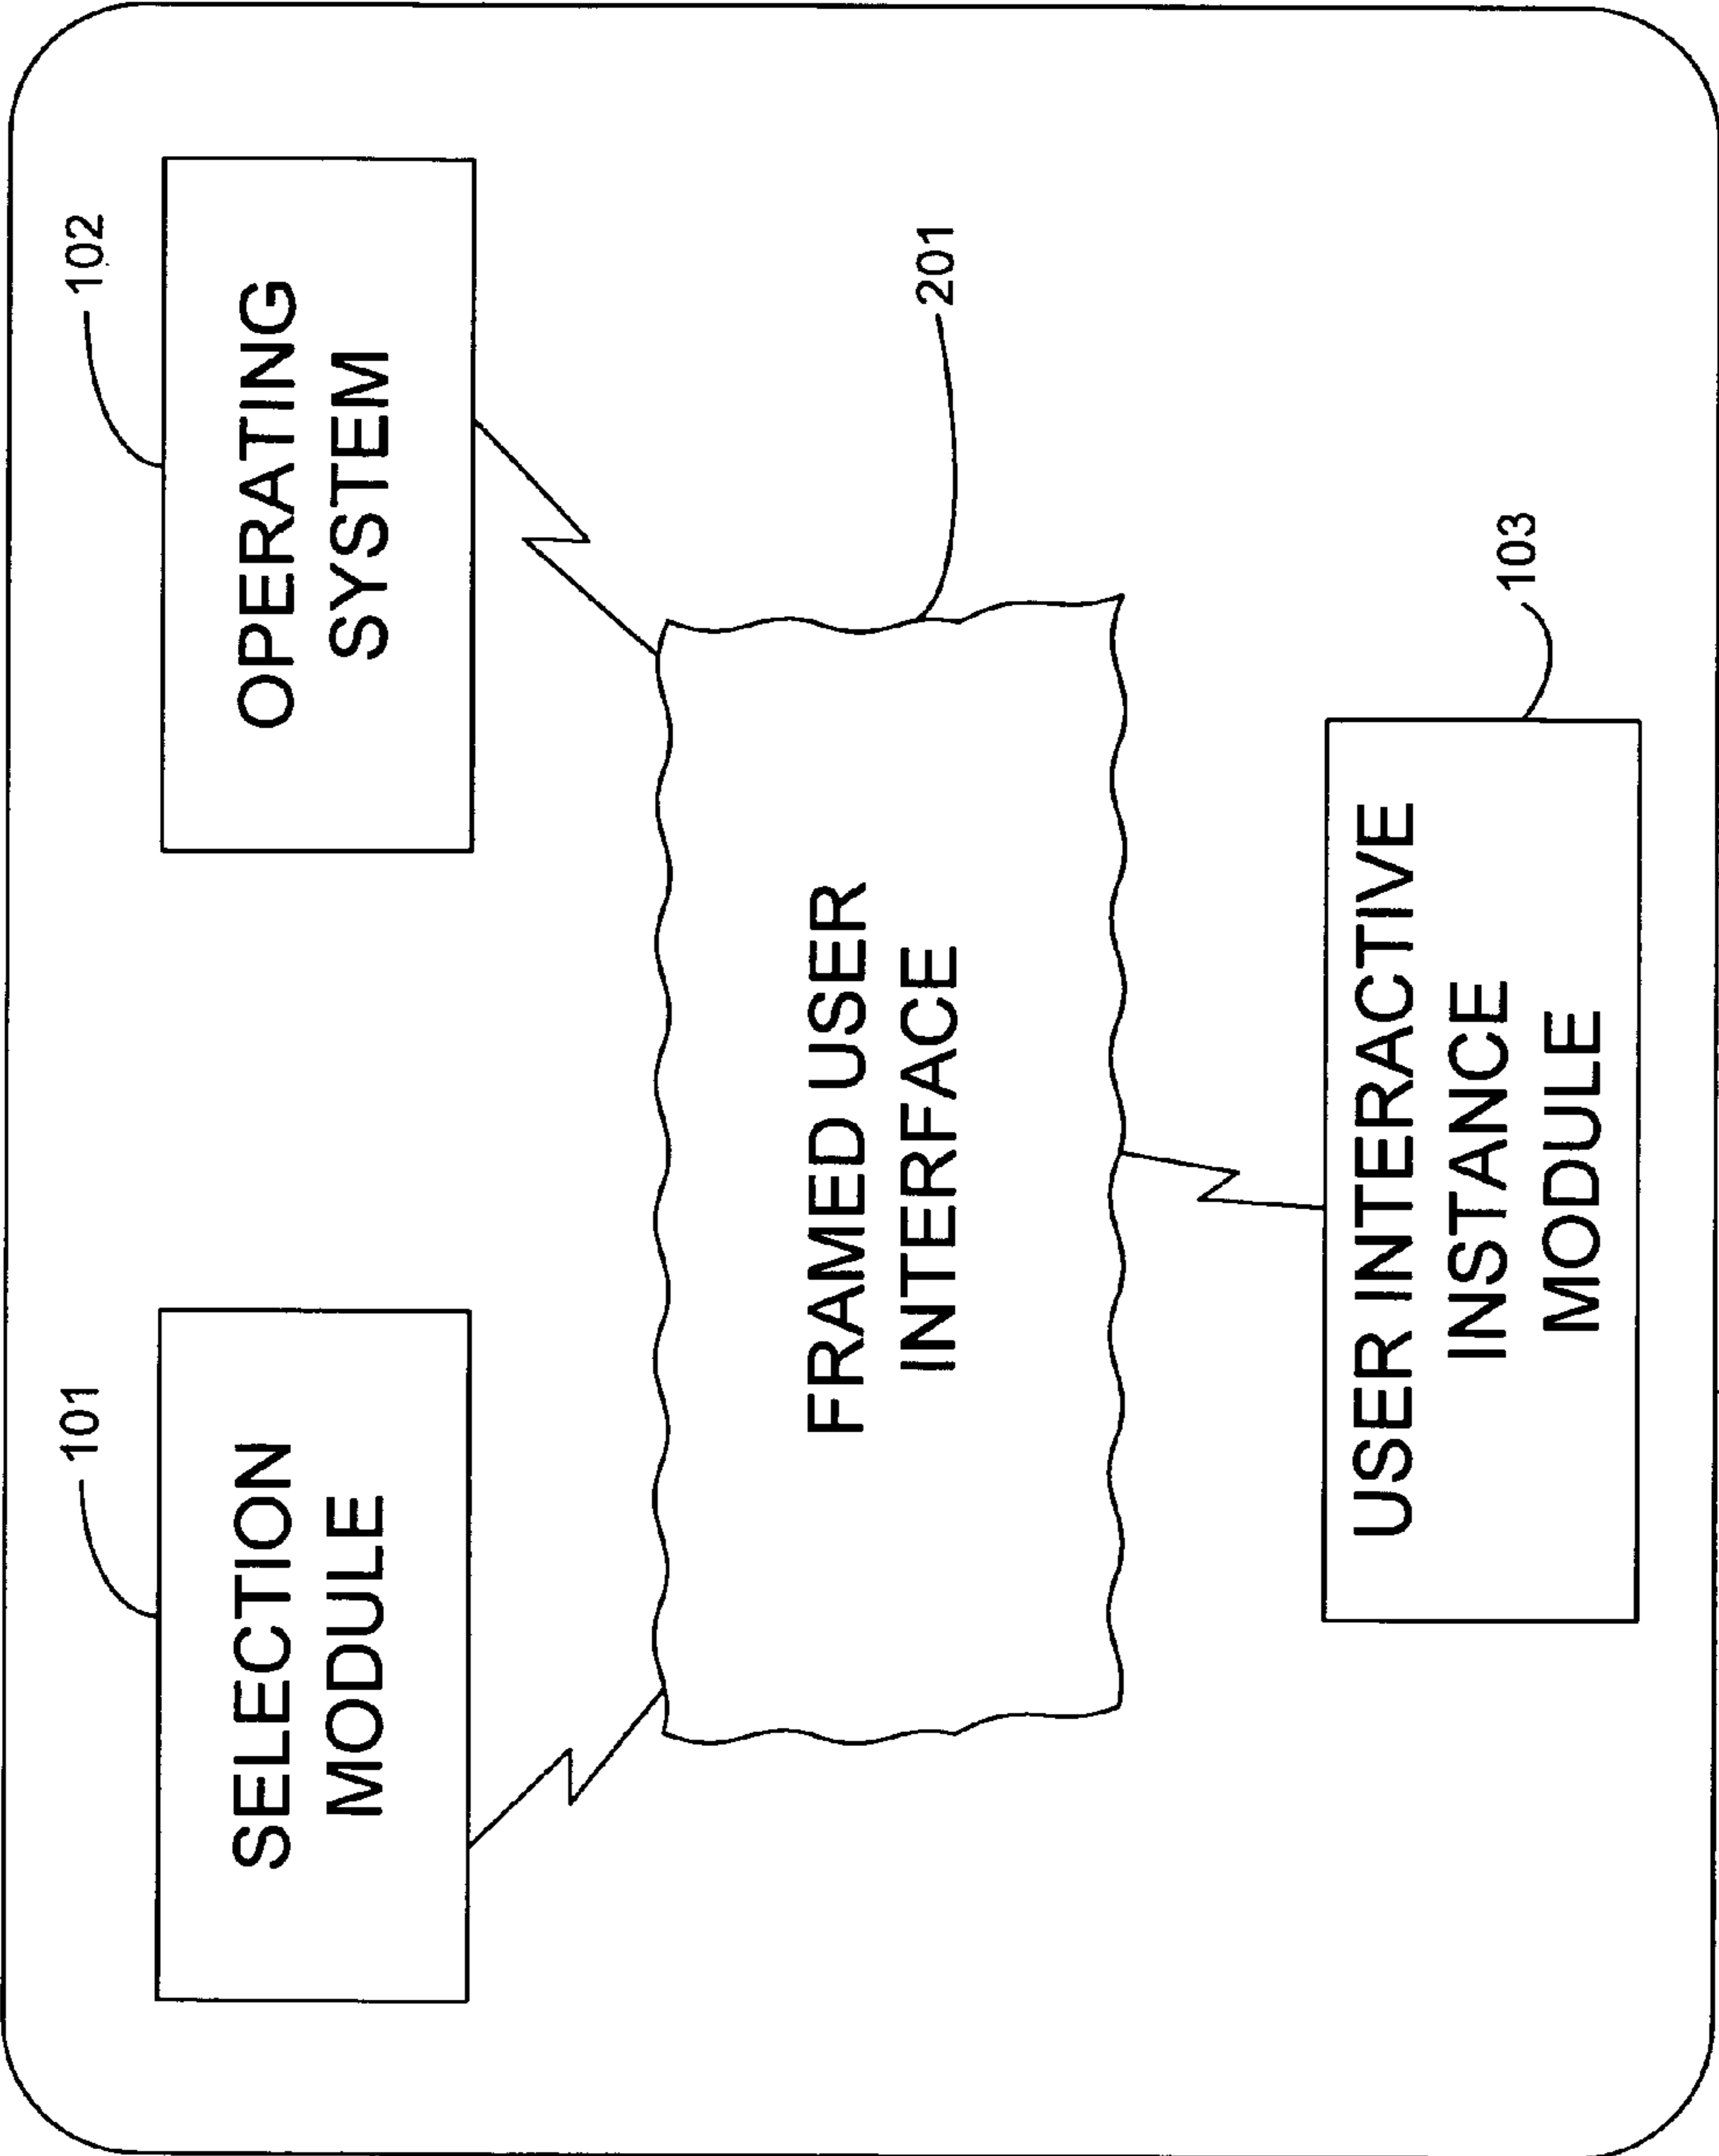 101
SELECTION
MODULE
102
OPERATING
SYSTEM
201
FRAMED USER
INTERFACE
103
USER INTERACTIVE
INSTANCE
MODULE